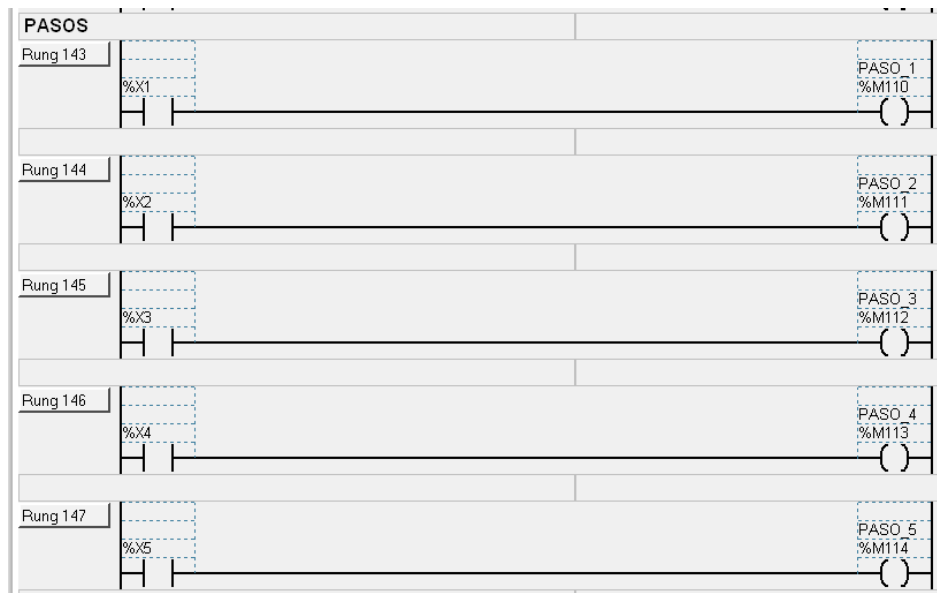 PASOS
Rung 143
PASO_1
%X1
%M110
Rung 144
PASO_2
%X2
%M111
Rung 145
PASO_3
%X3
%M112
Rung 146
PASO_4
%X4
%M113
Rung 147
PASO_5
%X5
%M114